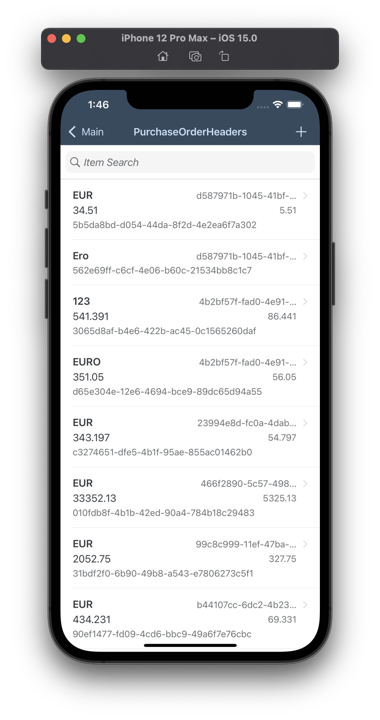 iPhone 12 Pro Max – iOS 15.0
1:46
Main PurchaseOrderHeaders +
Item Search
EUR d587971b-1045-41bf-...
34.51 5.51
5b5da8bd-d054-44da-8f2d-4e2ea6f7a302
Ero d587971b-1045-41bf-...
562e69ff-c6cf-4e06-b60c-21534bb8c1c7
123 4b2bf57f-fad0-4e91-...
541.391 86.441
3065d8af-b4e6-422b-ac45-0c1565260daf
EURO 4b2bf57f-fad0-4e91-...
351.05 56.05
d65e304e-12e6-4694-bce9-89dc65d94a55
EUR 23994e8d-fc0a-4dab...
343.197 54.797
c3274651-dfe5-4b1f-95ae-855ac01462b0
EUR 466f2890-5c57-498...
33352.13 5325.13
010fdb8f-4b1b-42ed-90a4-784b18c29483
EUR 99c8c999-11ef-47ba-...
2052.75 327.75
31bdf2f0-6b90-49b8-a543-e7806273c5f1
EUR b44107cc-6dc2-4b23...
434.231 69.331
90ef1477-fd09-4cd6-bbc9-49a6f7e76cbc